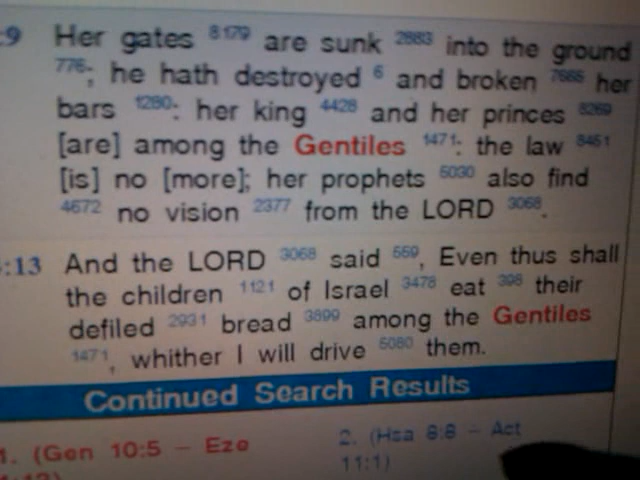 :9 Her gates 8179 are sunk 2883 into the ground
776; he hath destroyed 6 and broken 7665 her
bars 1280: her king 4428 and her princes 8269
[are] among the Gentiles 1471: the law 8451
[is] no [more]; her prophets 5030 also find
4672 no vision 2377 from the LORD 3068.
:13 And the LORD 3068 said 559, Even thus shall
the children 1121 of Israel 3478 eat 398 their
defiled 2931 bread 3899 among the Gentiles
1471, whither I will drive 5080 them.
Continued Search Results
1. (Gen 10:5 – Eze
2. (Hsa 8:8 – Act
11:1)